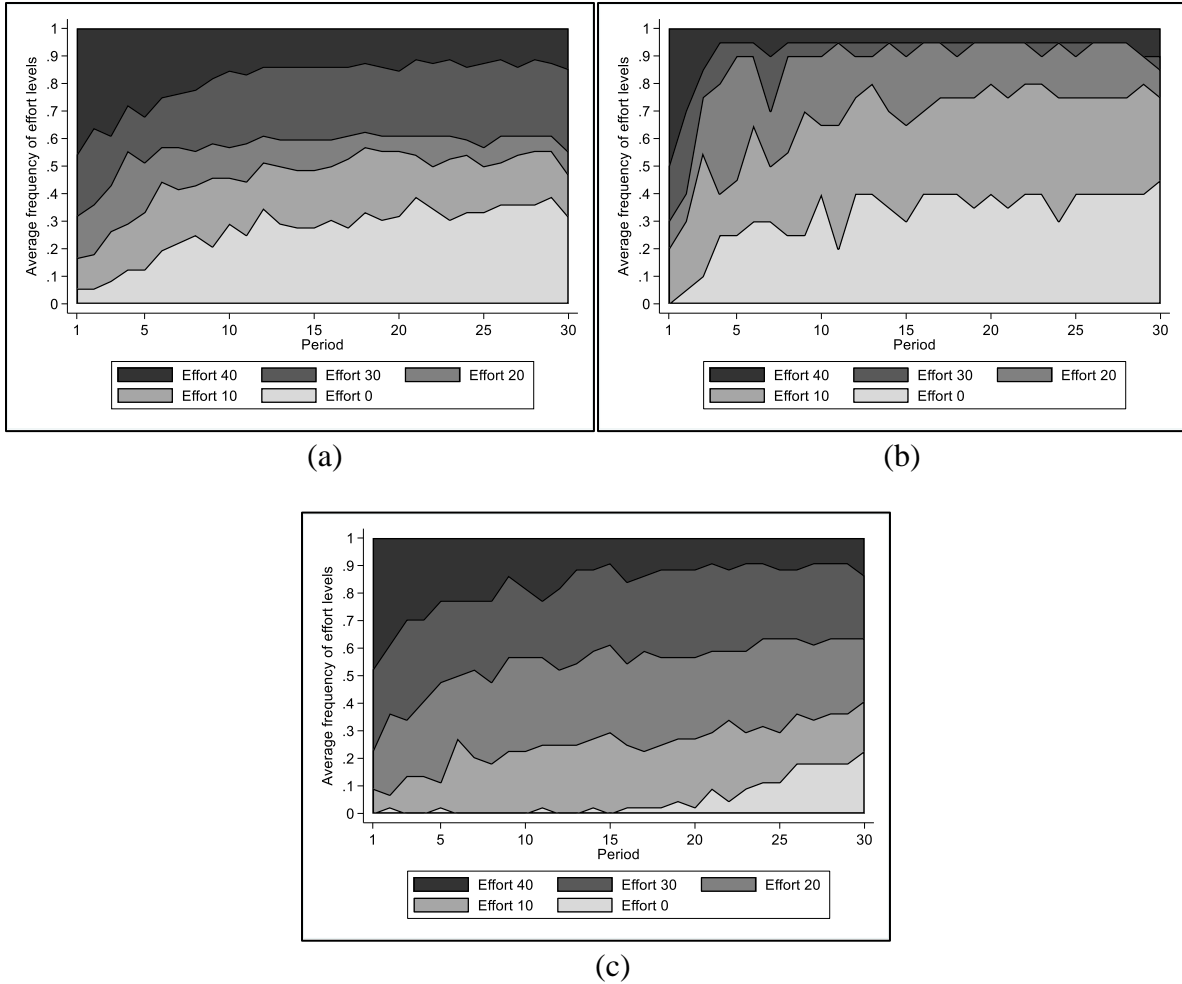 Average frequency of effort levels
1
.9
.8
.7
.6
.5
.4
.3
.2
.1
0
1 5 10 15 20 25 30
Period
Effort 40 Effort 30 Effort 20
Effort 10 Effort 0
(a)
Average frequency of effort levels
1
.9
.8
.7
.6
.5
.4
.3
.2
.1
0
1 5 10 15 20 25 30
Period
Effort 40 Effort 30 Effort 20
Effort 10 Effort 0
(b)
Average frequency of effort levels
1
.9
.8
.7
.6
.5
.4
.3
.2
.1
0
1 5 10 15 20 25 30
Period
Effort 40 Effort 30 Effort 20
Effort 10 Effort 0
(c)